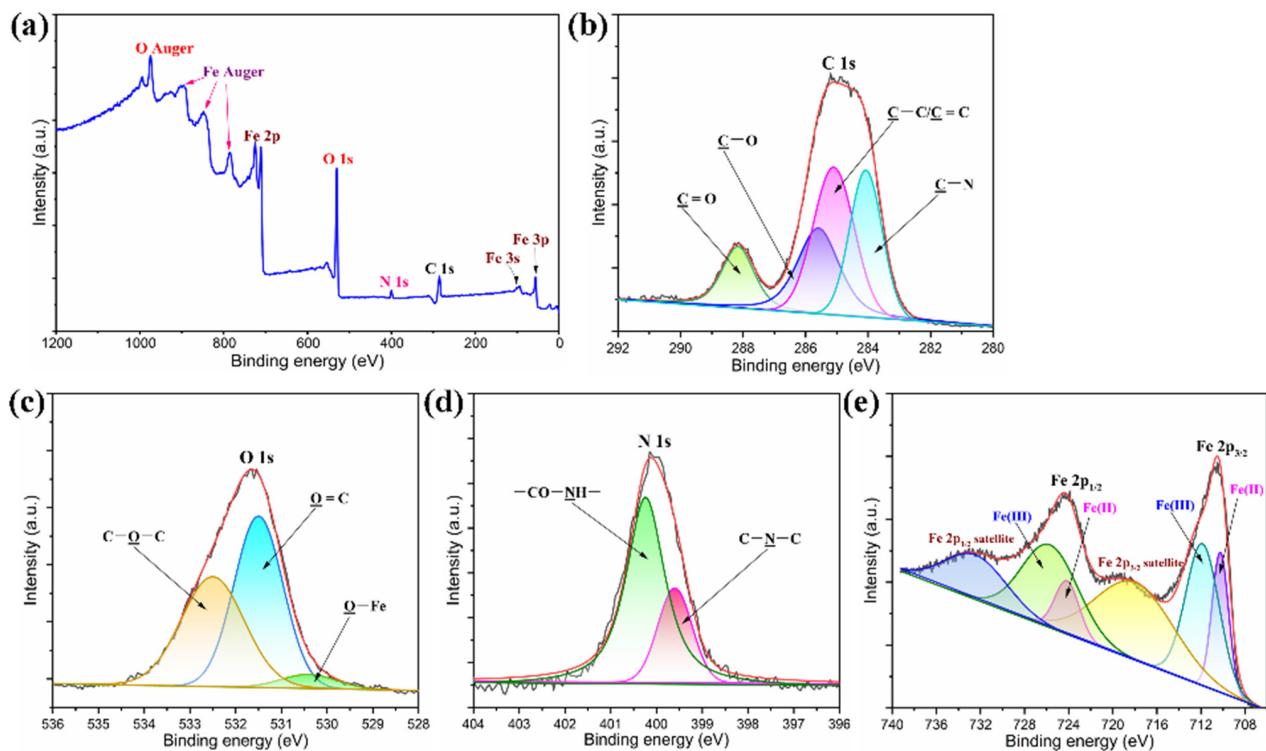 (a)
O Auger
Fe Auger
Fe 2p
O 1s
N 1s
C 1s
Fe 3s
Fe 3p
Intensity (a.u.)
1200 1000 800 600 400 200 0
Binding energy (eV)
(b)
C 1s
C－C/C = C
C－O
C = O
C－N
Intensity (a.u.)
292 290 288 286 284 282 280
Binding energy (eV)
(c)
O 1s
O = C
C－O－C
O－Fe
Intensity (a.u.)
536 535 534 533 532 531 530 529 528
Binding energy (eV)
(d)
N 1s
－CO－NH－
C－N－C
Intensity (a.u.)
404 403 402 401 400 399 398 397 396
Binding energy (eV)
(e)
Fe 2p3/2
Fe 2p1/2
Fe(II)
Fe(III)
Fe(III)
Fe(II)
Fe 2p1/2 satellite
Fe 2p3/2 satellite
Intensity (a.u.)
740 736 732 728 724 720 716 712 708
Binding energy (eV)